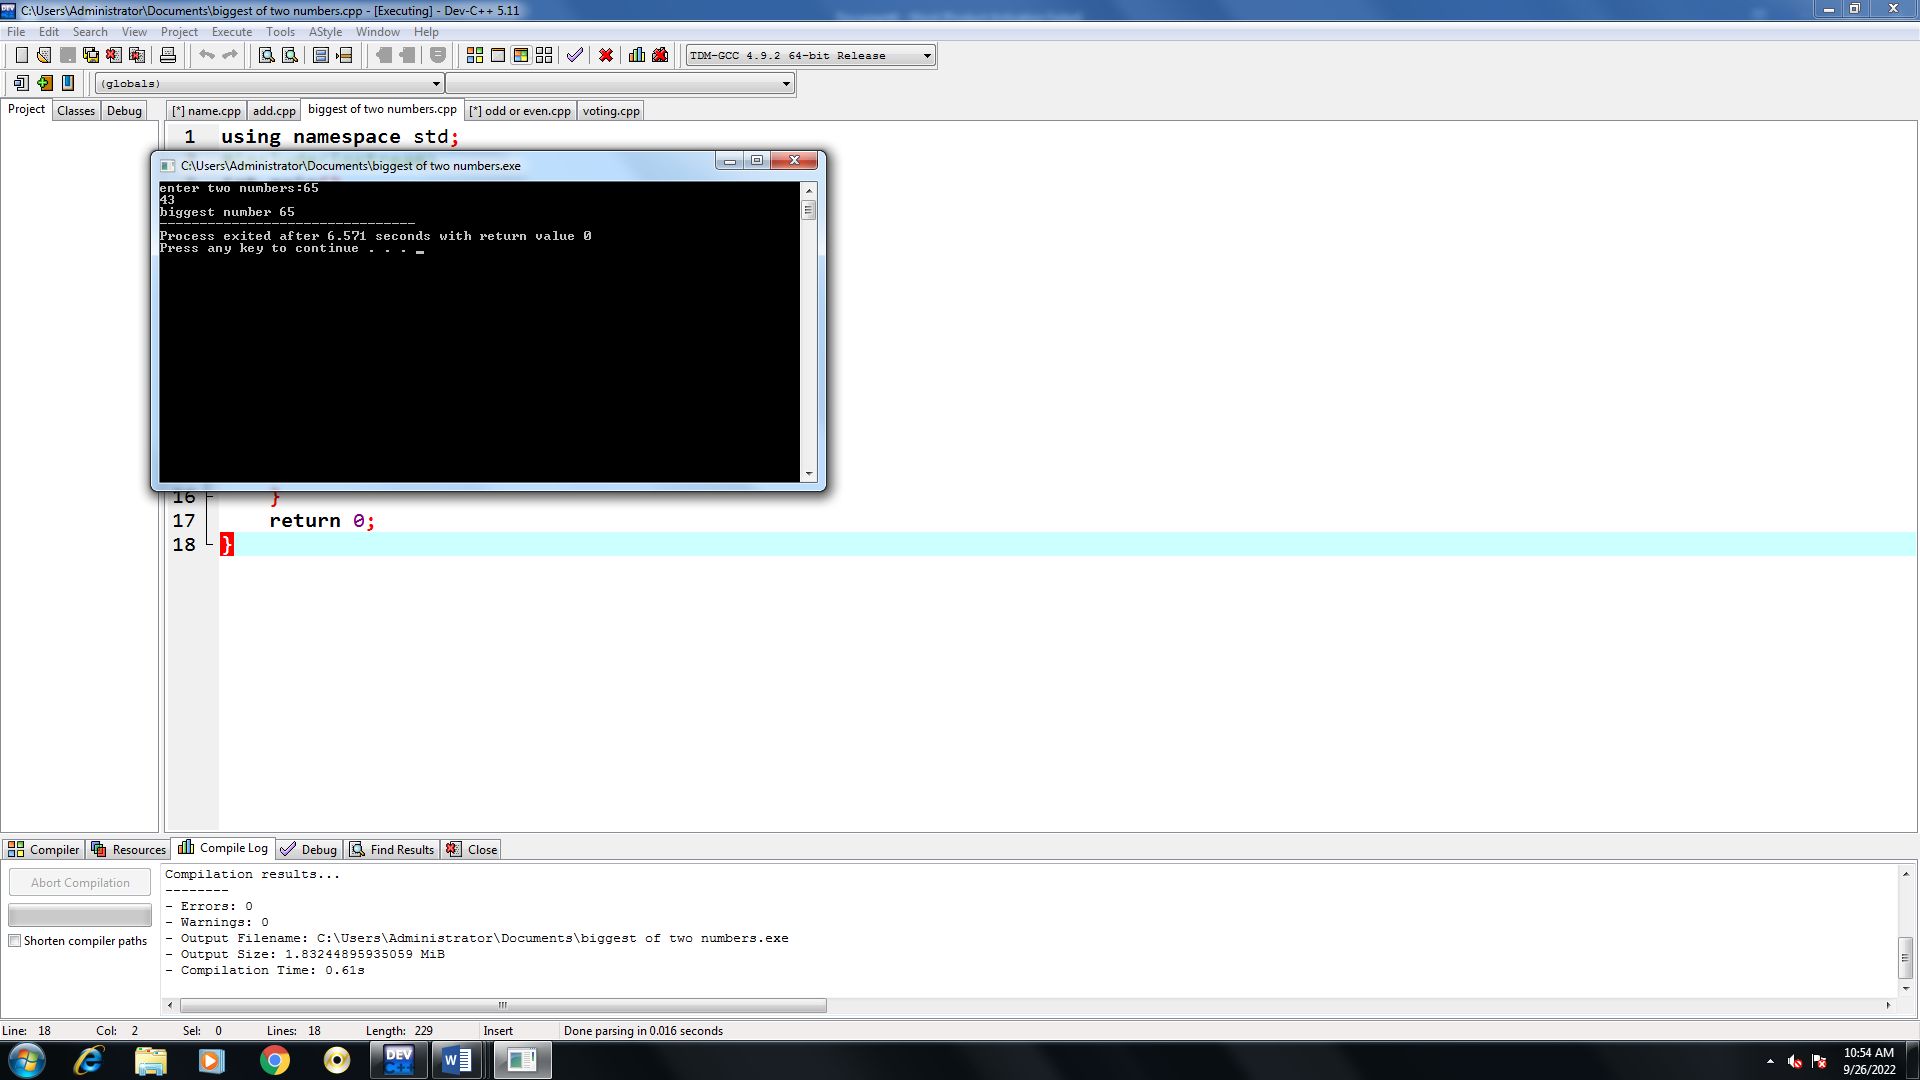 C:\Users\Administrator\Documents\biggest of two numbers.cpp - [Executing] - Dev-C++ 5.11
File Edit Search View Project Execute Tools AStyle Window Help
TDM-GCC 4.9.2 64-bit Release
(globals)
Project Classes Debug [*] name.cpp add.cpp biggest of two numbers.cpp [*] odd or even.cpp voting.cpp
1 using namespace std;
C:\Users\Administrator\Documents\biggest of two numbers.exe
enter two numbers:65
43
biggest number 65
--------------------------------
Process exited after 6.571 seconds with return value 0
Press any key to continue . . . _
16 }
17 return 0;
18 }
Compiler Resources Compile Log Debug Find Results Close
Abort Compilation
Shorten compiler paths
Compilation results...
--------
- Errors: 0
- Warnings: 0
- Output Filename: C:\Users\Administrator\Documents\biggest of two numbers.exe
- Output Size: 1.83244895935059 MiB
- Compilation Time: 0.61s
Line: 18 Col: 2 Sel: 0 Lines: 18 Length: 229 Insert Done parsing in 0.016 seconds
DEV C++
W
10:54 AM
9/26/2022